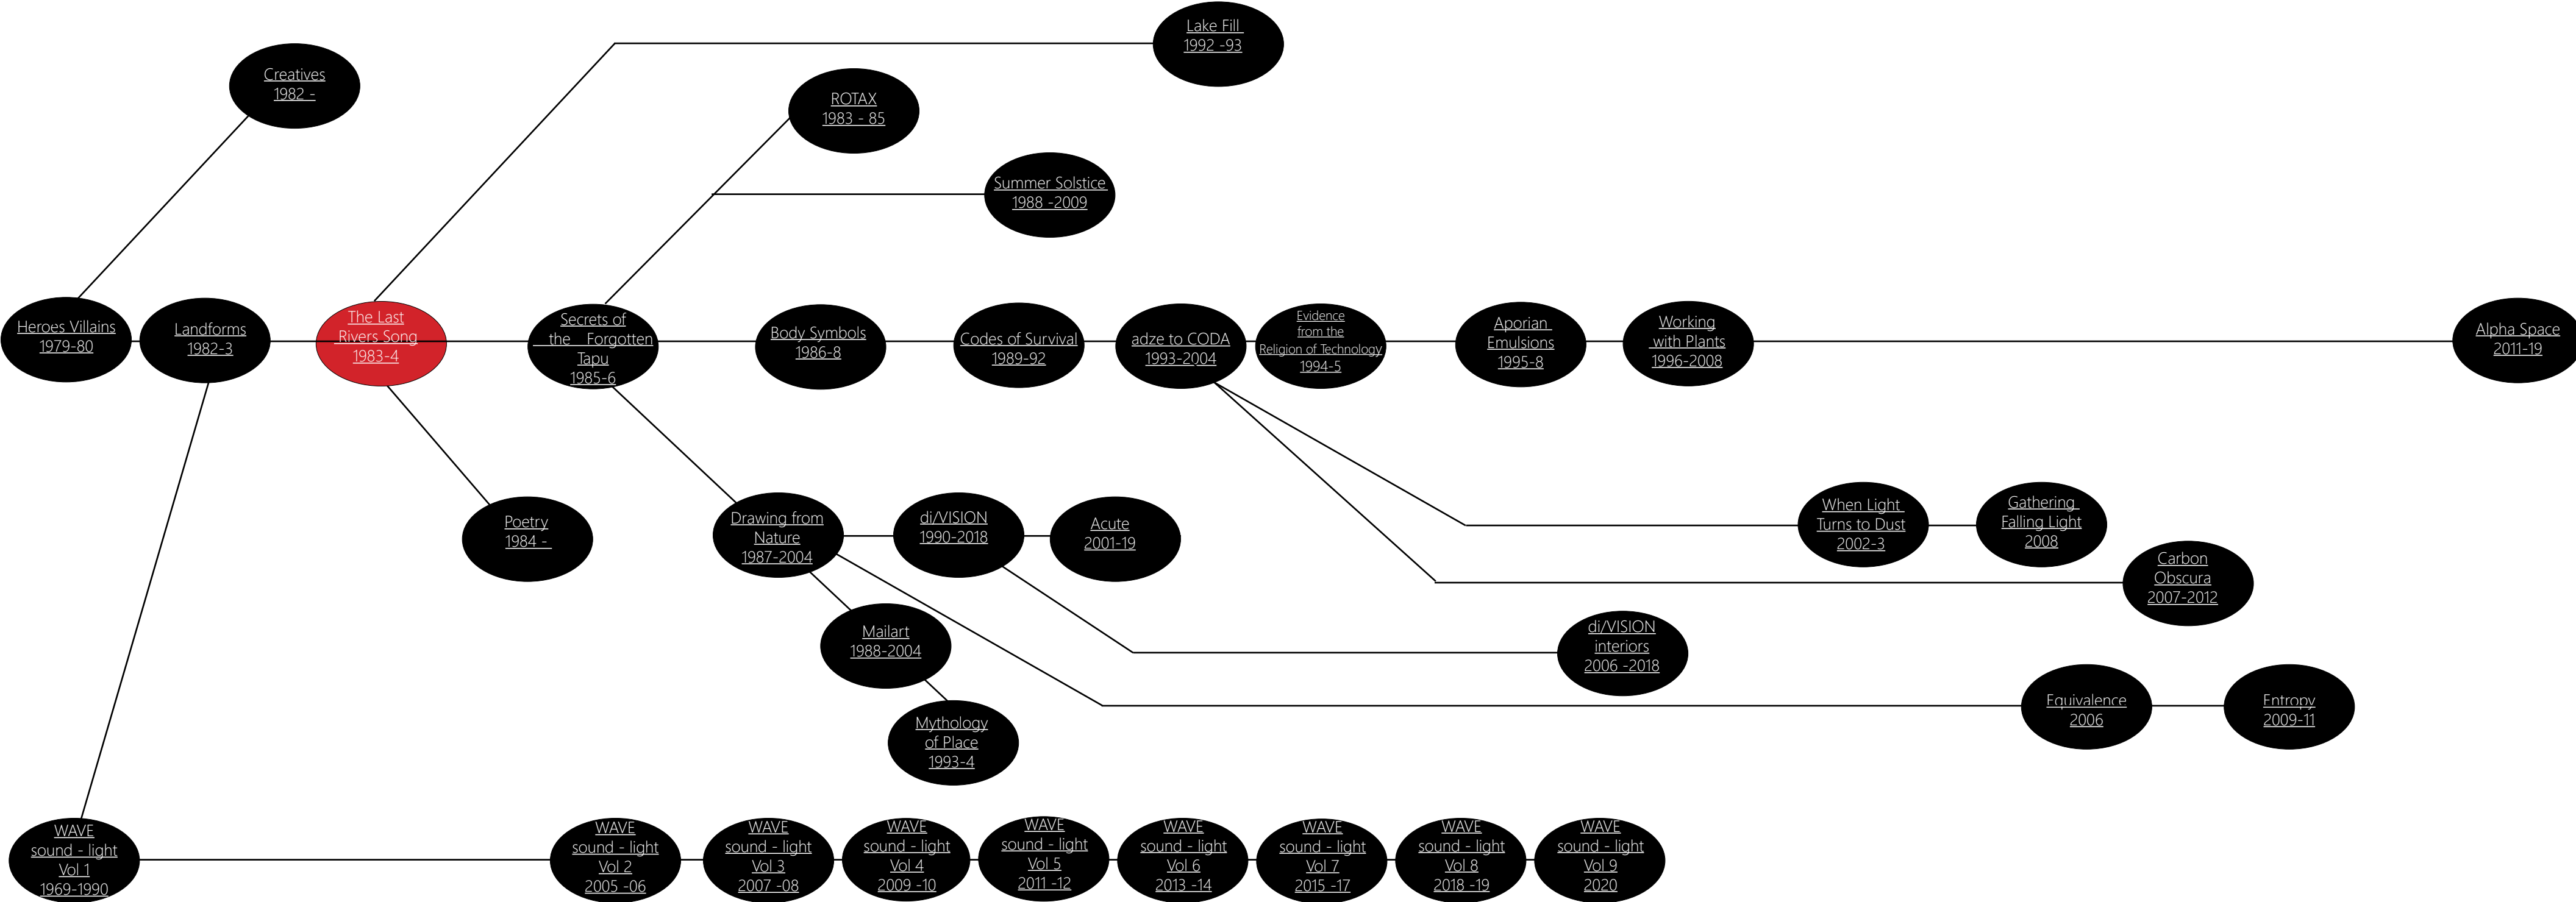 Lake Fill
1992 -93
Creatives
1982 -
ROTAX
1983 - 85
Summer Solstice
1988 -2009
Heroes Villains
1979-80
Landforms
1982-3
The Last
Rivers Song
1983-4
Secrets of
the Forgotten
Tapu
1985-6
Body Symbols
1986-8
Codes of Survival
1989-92
adze to CODA
1993-2004
Evidence
from the
Religion of Technology
1994-5
Aporian
Emulsions
1995-8
Working
with Plants
1996-2008
Alpha Space
2011-19
Poetry
1984 -
Drawing from
Nature
1987-2004
di/VISION
1990-2018
Acute
2001-19
When Light
Turns to Dust
2002-3
Gathering
Falling Light
2008
Carbon
Obscura
2007-2012
Mailart
1988-2004
di/VISION
interiors
2006 -2018
Mythology
of Place
1993-4
Equivalence
2006
Entropy
2009-11
WAVE
sound - light
Vol 1
1969-1990
WAVE
sound - light
Vol 2
2005 -06
WAVE
sound - light
Vol 3
2007 -08
WAVE
sound - light
Vol 4
2009 -10
WAVE
sound - light
Vol 5
2011 -12
WAVE
sound - light
Vol 6
2013 -14
WAVE
sound - light
Vol 7
2015 -17
WAVE
sound - light
Vol 8
2018 -19
WAVE
sound - light
Vol 9
2020